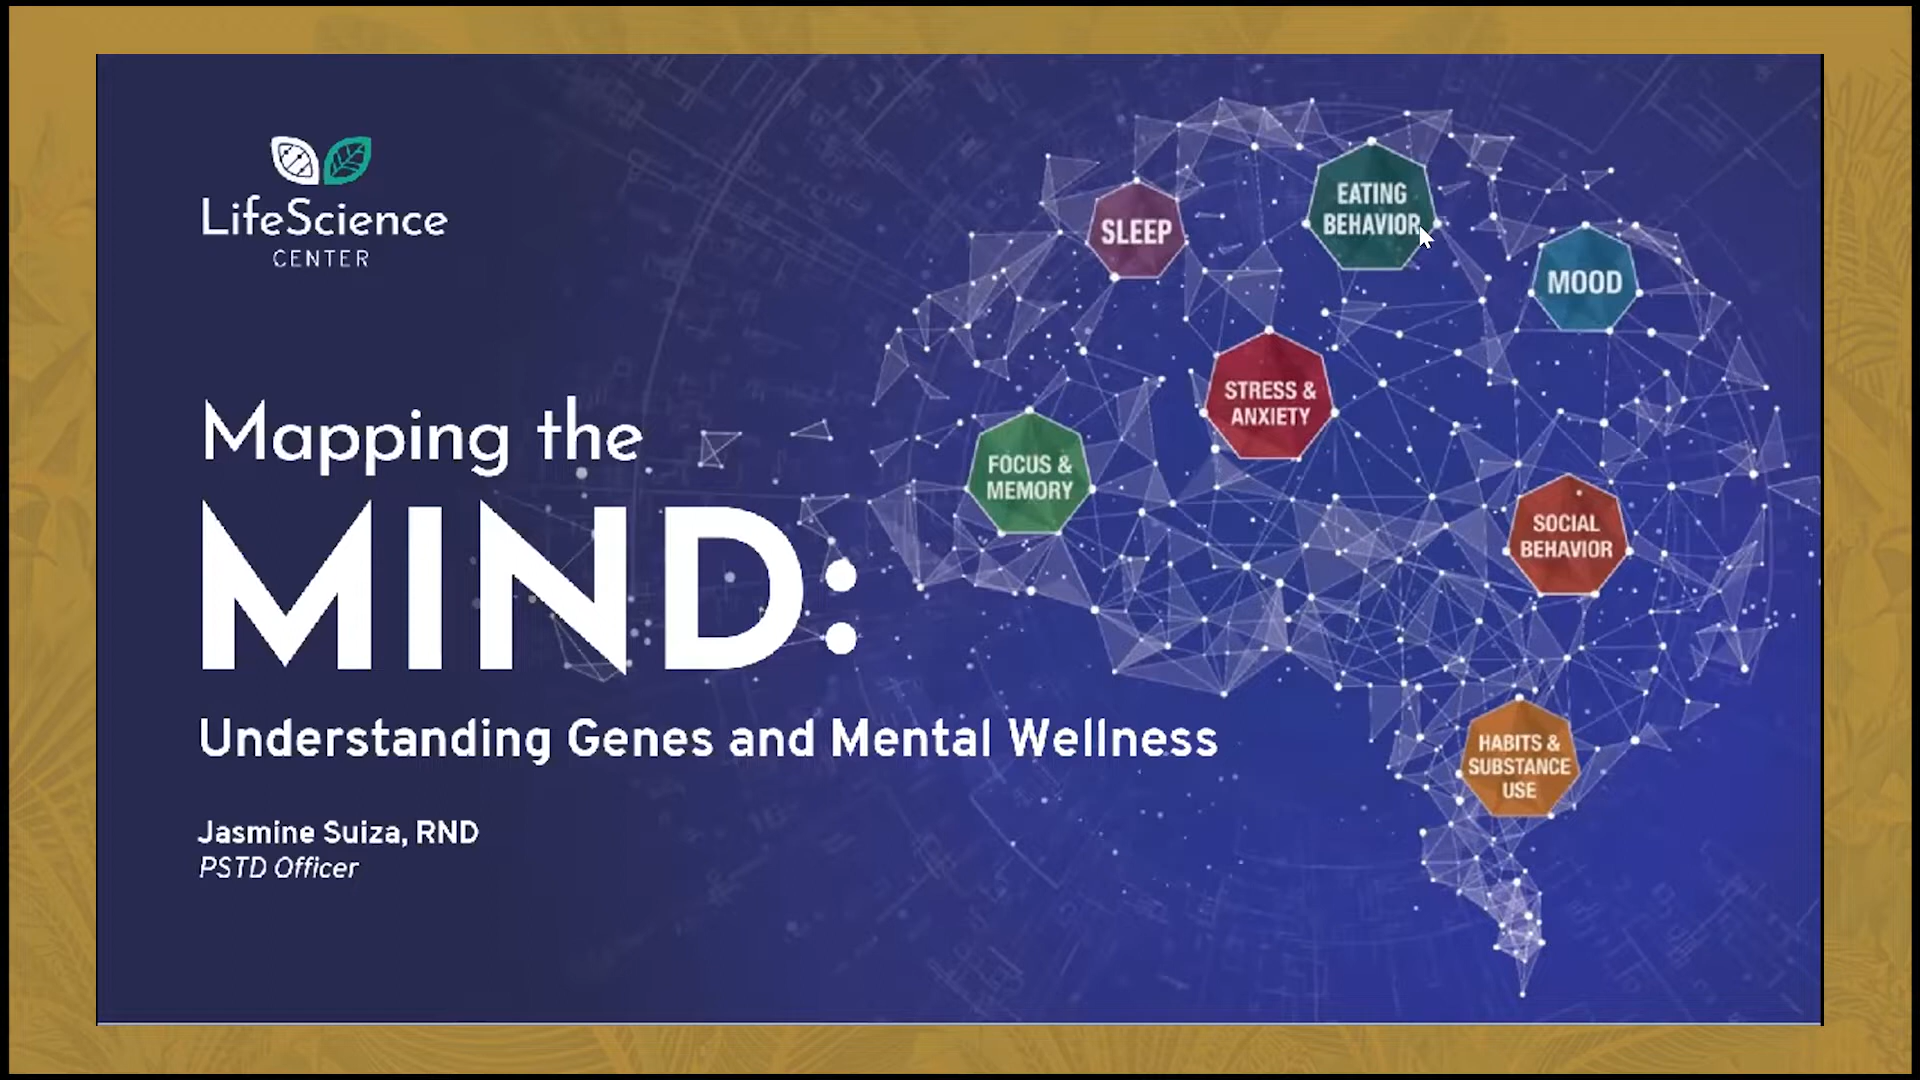 LifeScience
CENTER
Mapping the
MIND:
Understanding Genes and Mental Wellness
Jasmine Suiza, RND
PSTD Officer
SLEEP
EATING
BEHAVIOR
MOOD
STRESS &
ANXIETY
FOCUS &
MEMORY
SOCIAL
BEHAVIOR
HABITS &
SUBSTANCE
USE